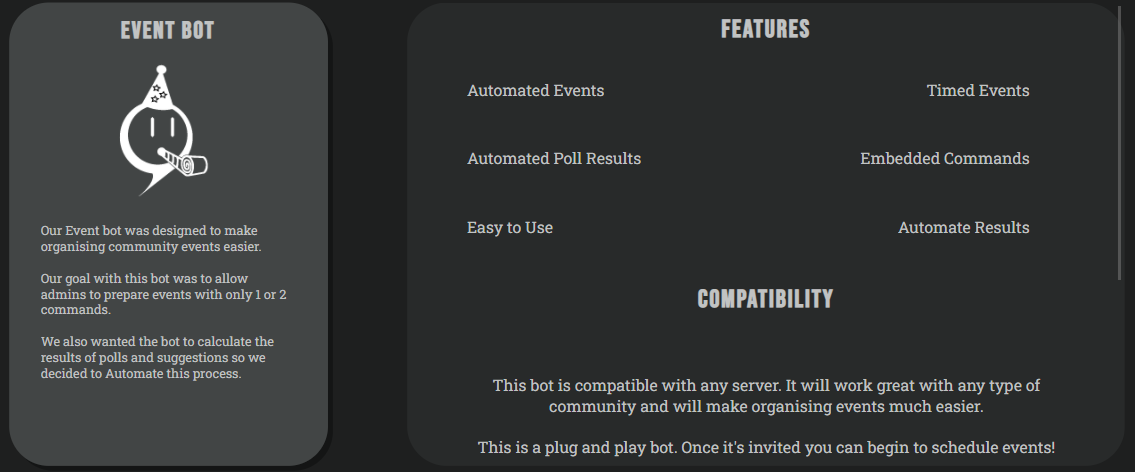 EVENT BOT
Our Event bot was designed to make
organising community events easier.
Our goal with this bot was to allow
admins to prepare events with only 1 or 2
commands.
We also wanted the bot to calculate the
results of polls and suggestions so we
decided to Automate this process.
FEATURES
Automated Events
Timed Events
Automated Poll Results
Embedded Commands
Easy to Use
Automate Results
COMPATIBILITY
This bot is compatible with any server. It will work great with any type of
community and will make organising events much easier.
This is a plug and play bot. Once it's invited you can begin to schedule events!